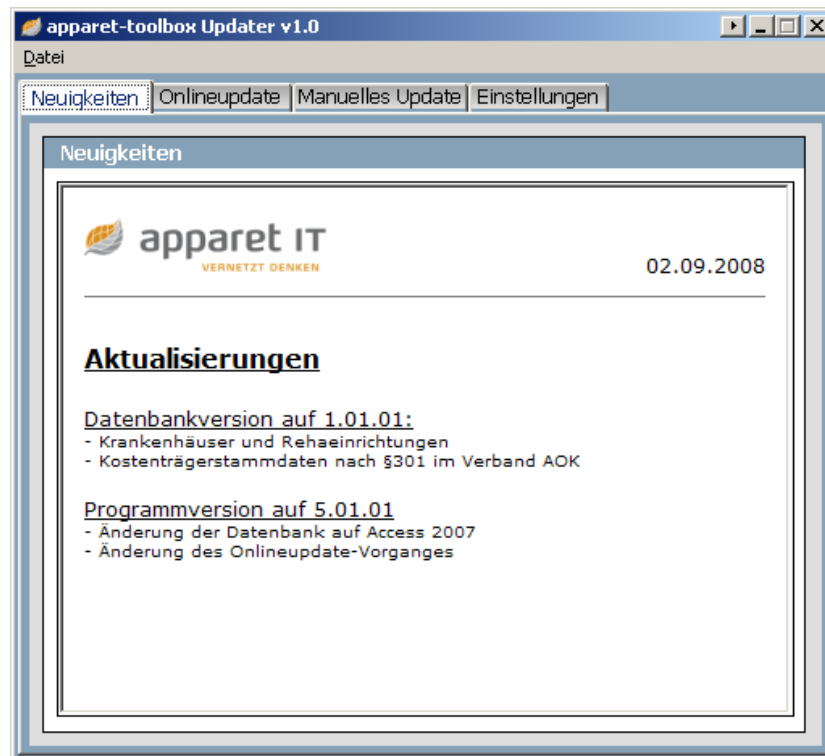 apparet-toolbox Updater v1.0
Datei
Neuigkeiten Onlineupdate Manuelles Update Einstellungen
Neuigkeiten
apparet IT
VERNETZT DENKEN
02.09.2008
Aktualisierungen
Datenbankversion auf 1.01.01:
- Krankenhäuser und Rehaeinrichtungen
- Kostenträgerstammdaten nach §301 im Verband AOK
Programmversion auf 5.01.01
- Änderung der Datenbank auf Access 2007
- Änderung des Onlineupdate-Vorganges